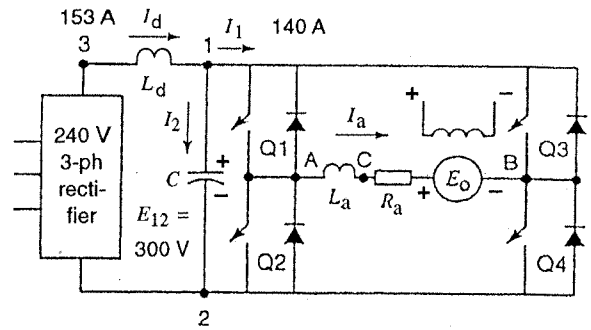 153 A
I_d
I_1
140 A
3
1
L_d
I_2
240 V
3-ph
recti-
fier
C
+
−
E_12 =
300 V
2
Q1
Q2
A
I_a
C
L_a
R_a
+
E_o
−
+
−
B
Q3
Q4